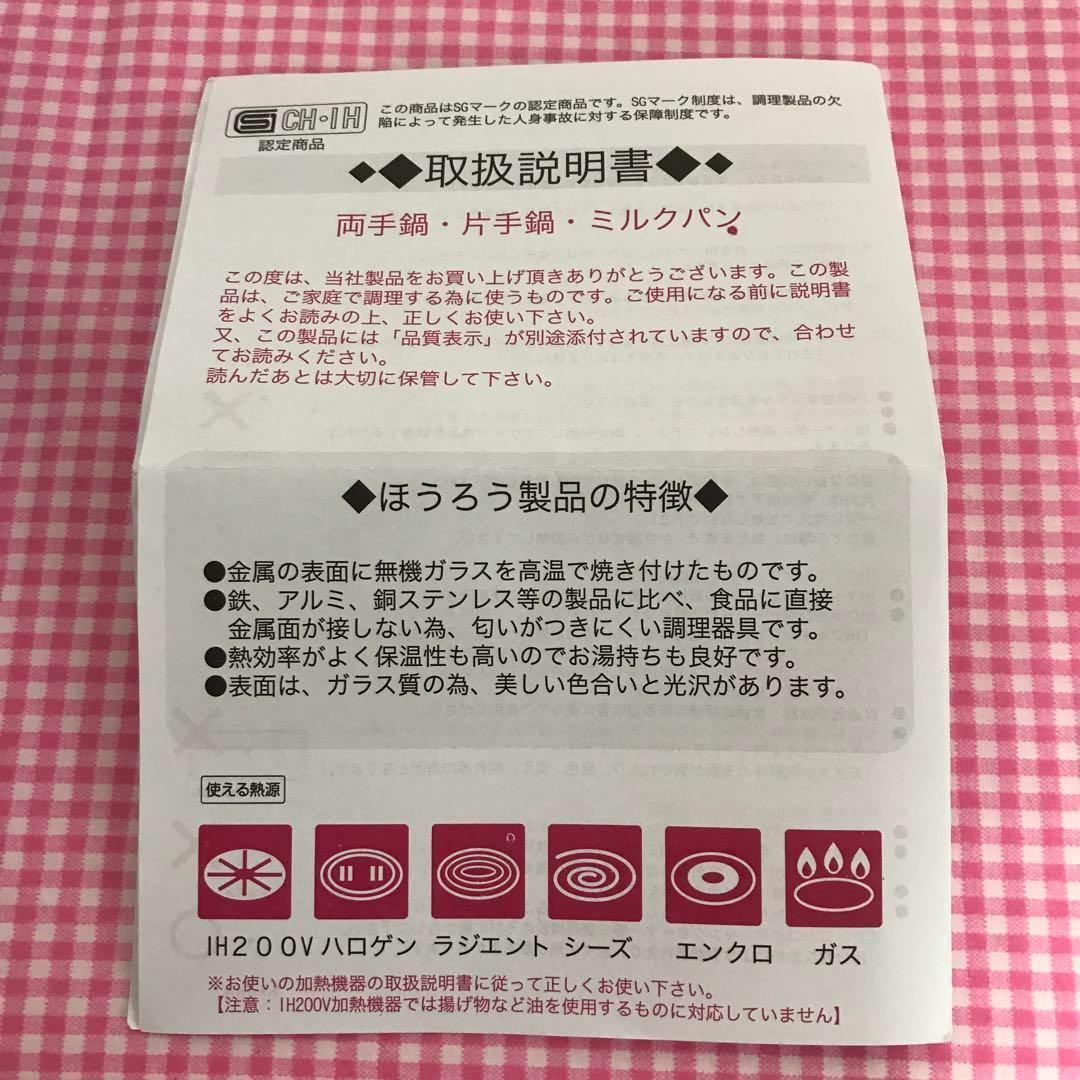 SG CH・IH
認定商品
この商品はSGマークの認定商品です。SGマーク制度は、調理製品の欠
陥によって発生した人身事故に対する保障制度です。
◆◆取扱説明書◆◆
両手鍋・片手鍋・ミルクパン
この度は、当社製品をお買い上げ頂きありがとうございます。この製
品は、ご家庭で調理する為に使うものです。ご使用になる前に説明書
をよくお読みの上、正しくお使い下さい。
又、この製品には「品質表示」が別途添付されていますので、合わせ
てお読みください。
読んだあとは大切に保管して下さい。
◆ほうろう製品の特徴◆
●金属の表面に無機ガラスを高温で焼き付けたものです。
●鉄、アルミ、銅ステンレス等の製品に比べ、食品に直接
金属面が接しない為、匂いがつきにくい調理器具です。
●熱効率がよく保温性も高いのでお湯持ちも良好です。
●表面は、ガラス質の為、美しい色合いと光沢があります。
使える熱源
IH200V ハロゲン ラジエント シーズ エンクロ ガス
※お使いの加熱機器の取扱説明書に従って正しくお使い下さい。
【注意：IH200V加熱機器では揚げ物など油を使用するものに対応していません】